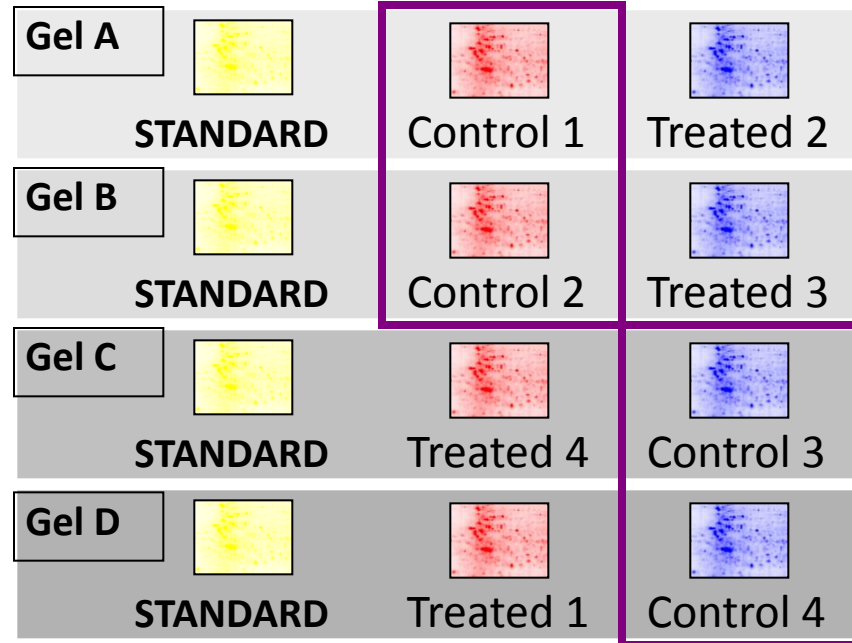 Gel A
STANDARD Control 1 Treated 2
Gel B
STANDARD Control 2 Treated 3
Gel C
STANDARD Treated 4 Control 3
Gel D
STANDARD Treated 1 Control 4